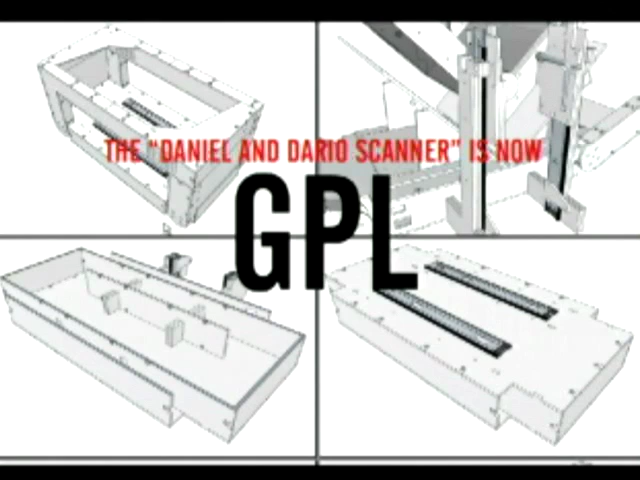 THE “DANIEL AND DARIO SCANNER” IS NOW
GPL